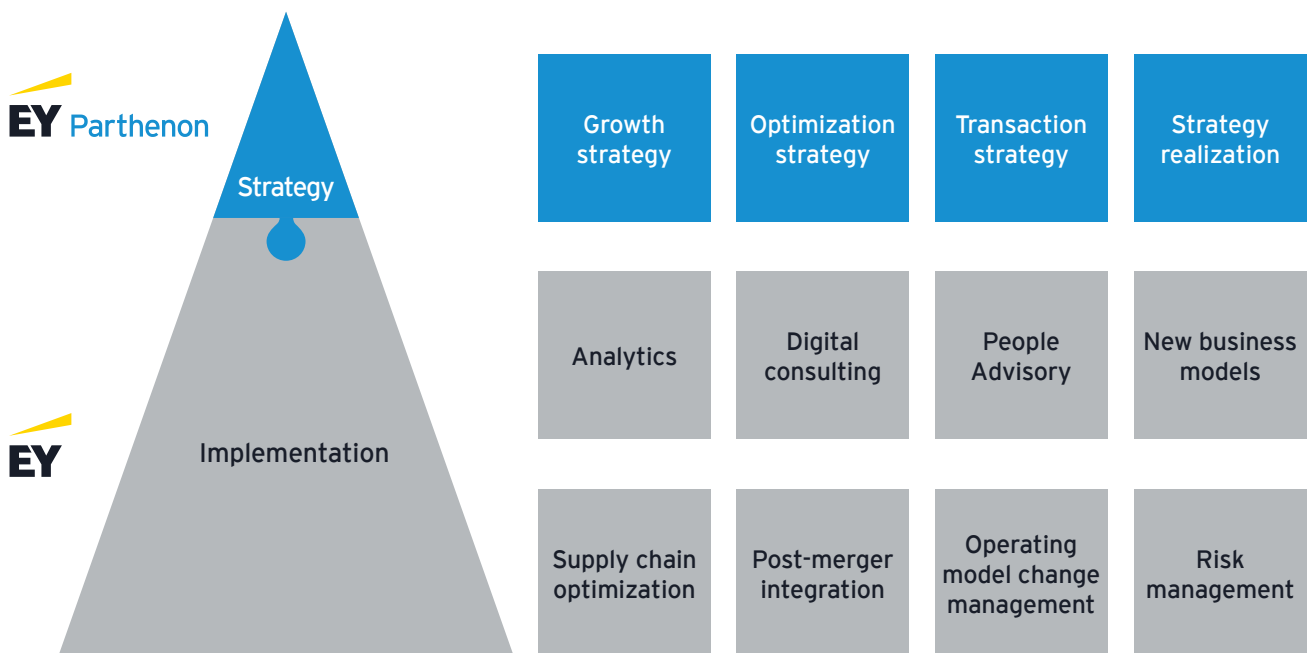 EY Parthenon
Strategy
Growth
strategy
Optimization
strategy
Transaction
strategy
Strategy
realization
EY
Implementation
Analytics
Digital
consulting
People
Advisory
New business
models
Supply chain
optimization
Post-merger
integration
Operating
model change
management
Risk
management